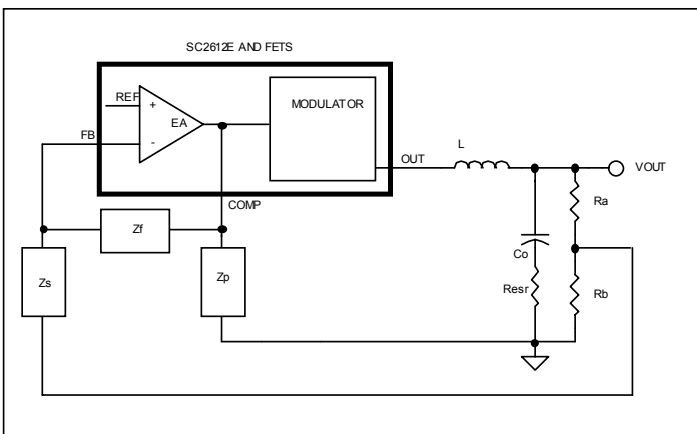 SC2612E AND FETS
REF
+
EA
MODULATOR
FB
-
OUT
L
VOUT
COMP
Ra
Zf
Co
Zs
Zp
Resr
Rb